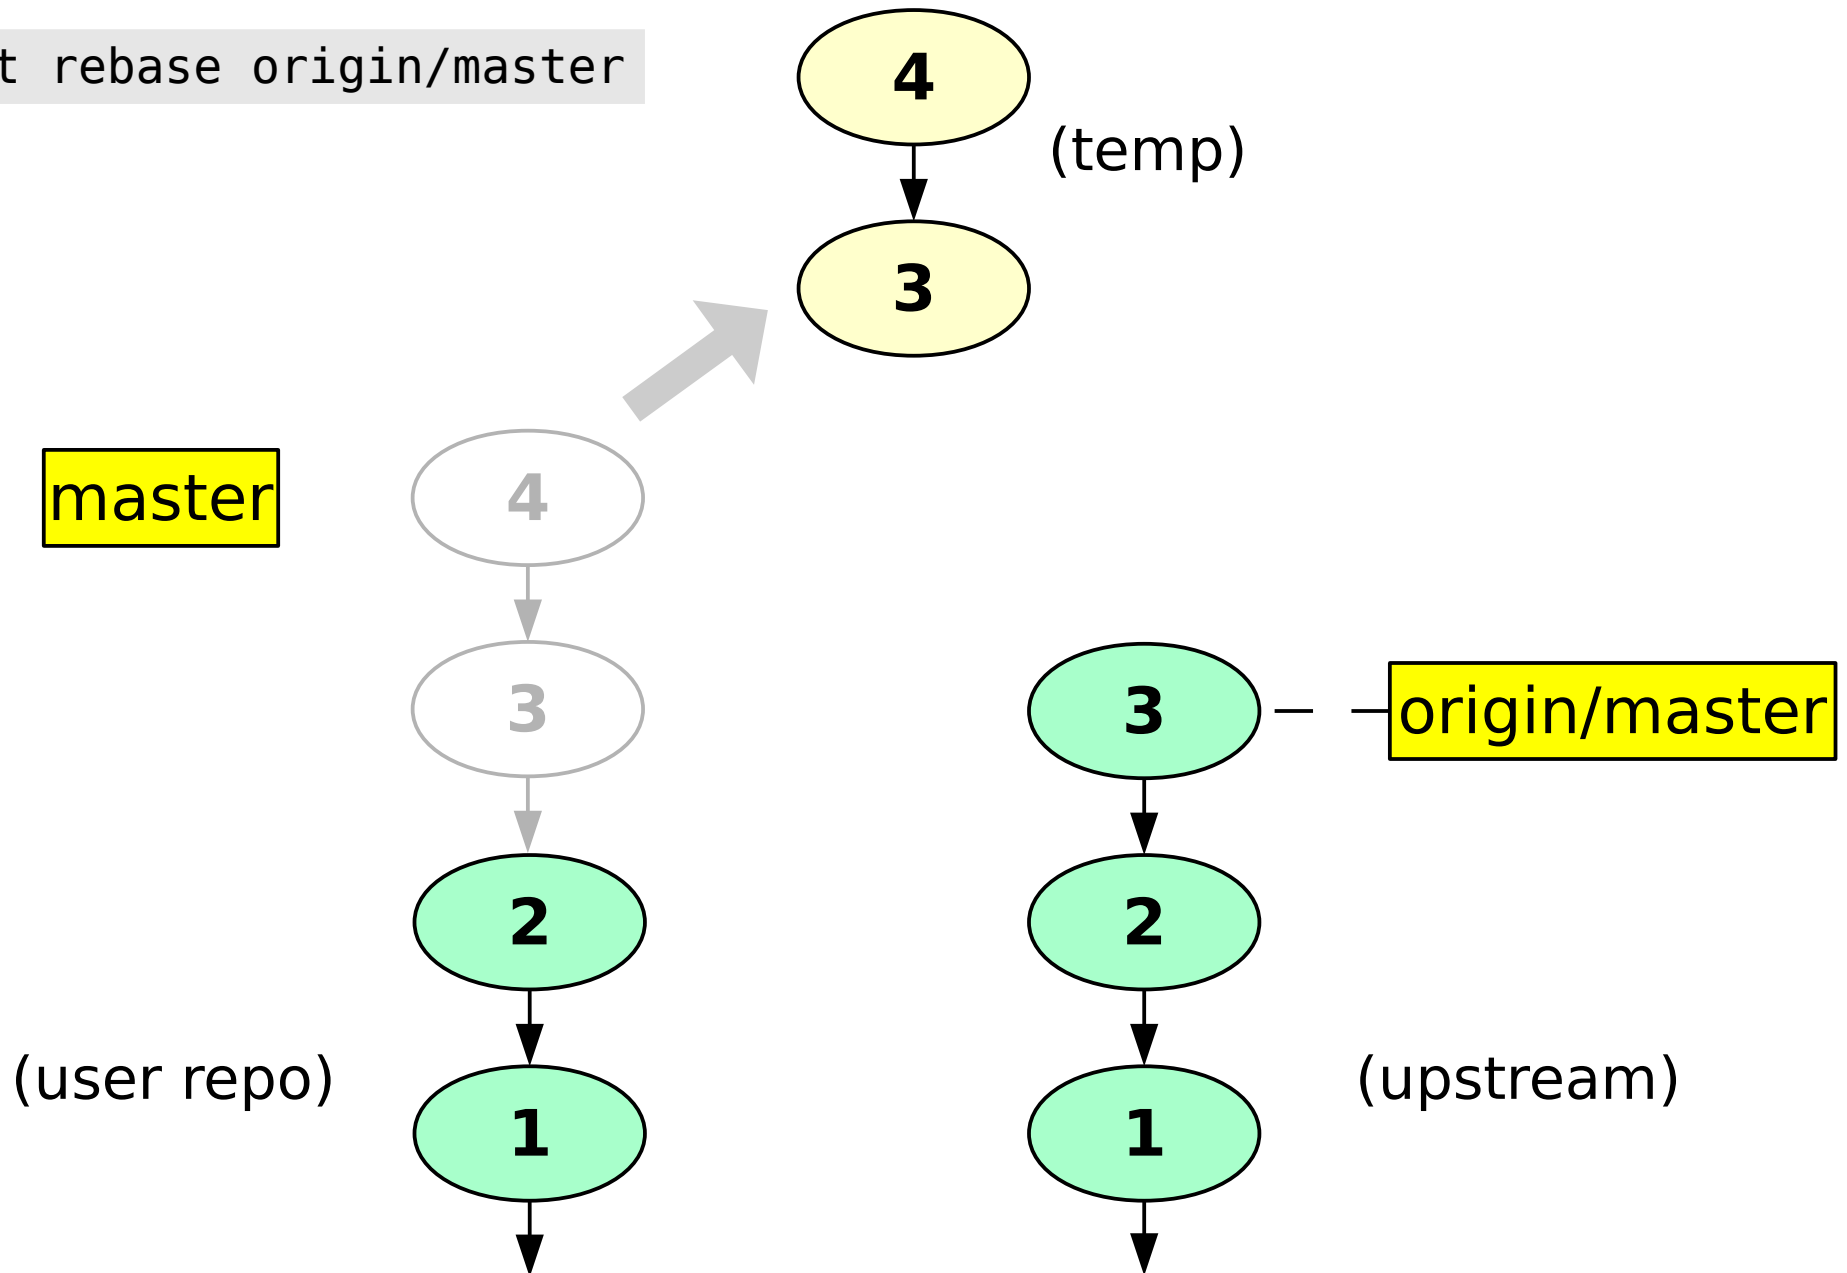 t rebase origin/master
4
(temp)
3
master
4
3
3
origin/master
2
2
(user repo)
1
1
(upstream)